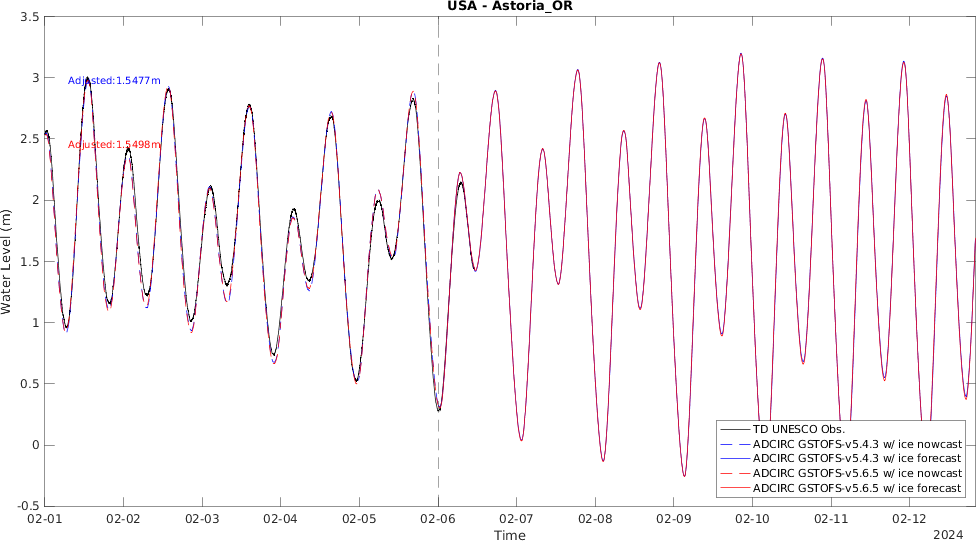 USA - Astoria_OR
3.5
3
2.5
2
1.5
1
0.5
0
-0.5
Water Level (m)
Adjusted:1.5477m
Adjusted:1.5498m
TD UNESCO Obs.
ADCIRC GSTOFS-v5.4.3 w/ ice nowcast
ADCIRC GSTOFS-v5.4.3 w/ ice forecast
ADCIRC GSTOFS-v5.6.5 w/ ice nowcast
ADCIRC GSTOFS-v5.6.5 w/ ice forecast
02-01 02-02 02-03 02-04 02-05 02-06 02-07 02-08 02-09 02-10 02-11 02-12
Time
2024